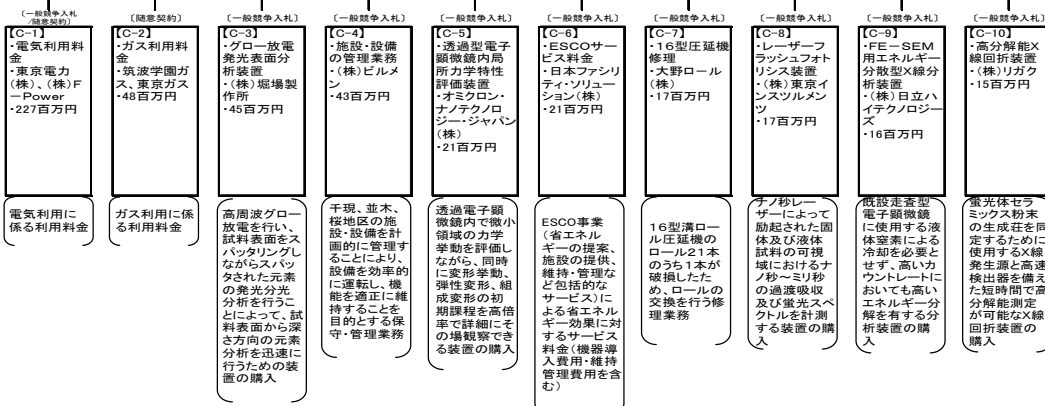 〔一般競争入札
/随意契約〕
【C-1】
・電気利用料
金
・東京電力
(株)、(株)F
-Power
・227百万円
電気利用に
係る利用料金
〔随意契約〕
【C-2】
・ガス利用料
金
・筑波学園ガ
ス、東京ガス
・48百万円
ガス利用に係
る利用料金
〔一般競争入札〕
【C-3】
・グロー放電
発光表面分
析装置
・(株)堀場製
作所
・45百万円
高周波グロー
放電を行い、
試料表面をス
パッタリングし
ながらスパッ
タされた元素
の発光分光
分析を行うこ
とによって、試
料表面から深
さ方向の元素
分析を迅速に
行うための装
置の購入
〔一般競争入札〕
【C-4】
・施設・設備
の管理業務
・(株)ビルメ
ン
・43百万円
千現、並木、
桜地区の施
設・設備を計
画的に管理す
ることにより、
設備を効率的
に運転し、機
能を適正に維
持することを
目的とする保
守・管理業務
〔一般競争入札〕
【C-5】
・透過型電子
顕微鏡内局
所力学特性
評価装置
・オミクロン・
ナノテクノロ
ジー・ジャパン
(株)
・21百万円
透過電子顕
微鏡内で微小
領域の力学
挙動を評価し
ながら、同時
に変形挙動、
弾性変形、組
成変形の初
期課程を高倍
率で詳細にそ
の場観察でき
る装置の購入
〔一般競争入札〕
【C-6】
・ESCOサー
ビス料金
・日本ファシリ
ティ・ソリュー
ション(株)
・21百万円
ESCO事業
(省エネル
ギーの提案、
施設の提供、
維持・管理な
ど包括的な
サービス)に
よる省エネル
ギー効果に対
するサービス
料金(機器導
入費用・維持
管理費用を含
む)
〔一般競争入札〕
【C-7】
・16型圧延機
修理
・大野ロール
(株)
・17百万円
16型溝ロー
ル圧延機の
ロール21本
のうち1本が
破損したた
め、ロールの
交換を行う修
理業務
〔一般競争入札〕
【C-8】
・レーザーフ
ラッシュフォト
リシス装置
・(株)東京イ
ンスツルメン
ツ
・17百万円
ナノ秒レー
ザーによって
励起された固
体及び液体
試料の可視
域におけるナ
ノ秒～ミリ秒
の過渡吸収
及び蛍光スペ
クトルを計測
する装置の購
入
〔一般競争入札〕
【C-9】
・FE-SEM
用エネルギー
分散型X線分
析装置
・(株)日立ハ
イテクノロジー
ズ
・16百万円
既設走査型
電子顕微鏡
に使用する液
体窒素による
冷却を必要と
せず、高いカ
ウントレートに
おいても高い
エネルギー分
解を有する分
析装置の購
入
〔一般競争入札〕
【C-10】
・高分解能X
線回折装置
・(株)リガク
・15百万円
蛍光体セラ
ミックス粉末
の生成荘を同
定するために
使用するX線
発生源と高速
検出器を備え
た短時間で高
分解能測定
が可能なX線
回折装置の
購入